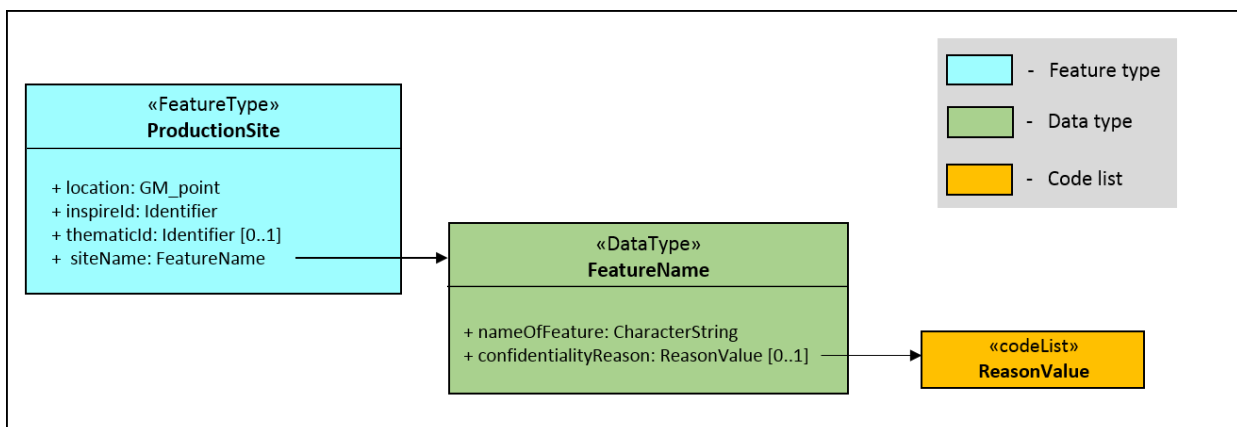 «FeatureType»
ProductionSite
+ location: GM_point
+ inspireId: Identifier
+ thematicId: Identifier [0..1]
+ siteName: FeatureName
«DataType»
FeatureName
+ nameOfFeature: CharacterString
+ confidentialityReason: ReasonValue [0..1]
«codeList»
ReasonValue
- Feature type
- Data type
- Code list